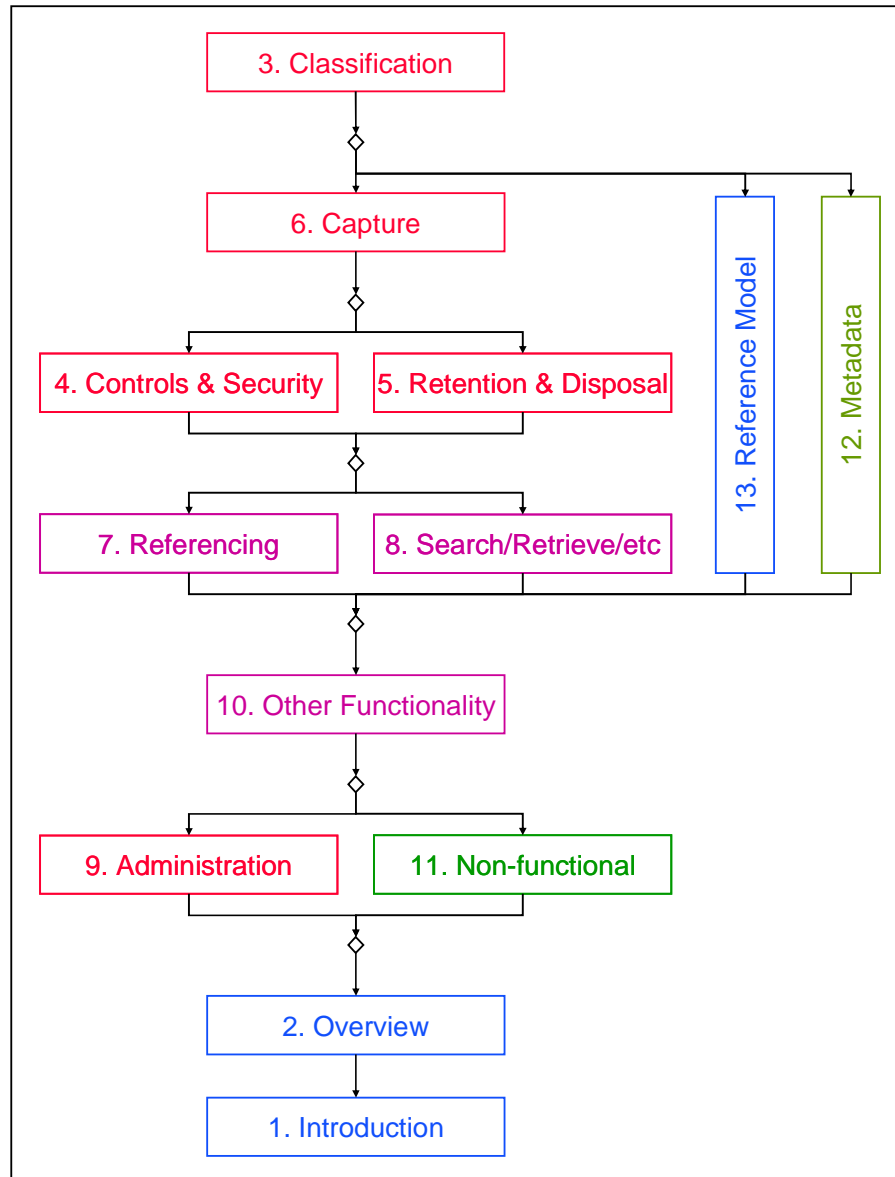 3. Classification
6. Capture
4. Controls & Security
5. Retention & Disposal
13. Reference Model
12. Metadata
7. Referencing
8. Search/Retrieve/etc
10. Other Functionality
9. Administration
11. Non-functional
2. Overview
1. Introduction